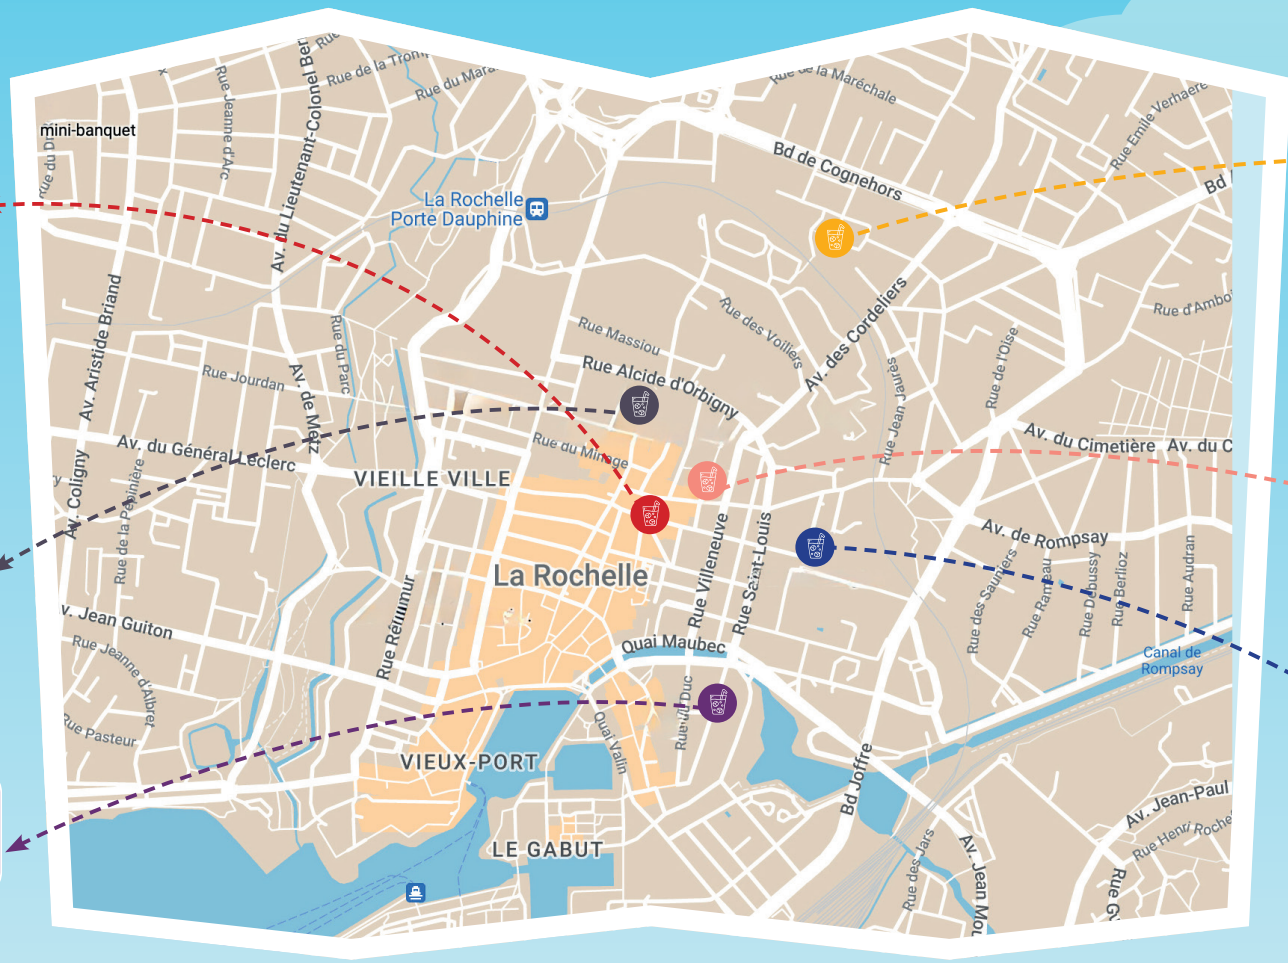 Rue de la Trom
Rue du Mara
Rue de la Maréchale
Rue Emile Verhaere
mini-banquet
Rue Jeanne d'Arc
Av. du Lieutenant-Colonel Ber
Bd de Cognehors
Bd
La Rochelle
Porte Dauphine
Av. Aristide Briand
Rue du Parc
Rue Massiou
Rue des Voiliers
Av. des Cordeliers
Rue d'Amboi
Rue Jourdan
Av. de Metz
Rue Alcide d'Orbigny
Rue Jean Jaurès
Rue de l'Oise
Av. du Général Leclerc
Rue du Minage
Av. du Cimetière
Av. du C
Av. Coligny
Rue de la Pépinière
VIEILLE VILLE
Av. de Rompsay
La Rochelle
Rue Villeneuve
Rue Saint-Louis
Rue des Sauniers
Rue Rameau
Rue Debussy
Rue Berlioz
Rue Audran
v. Jean Guiton
Rue Réaumur
Quai Maubec
Rue Jeanne d'Albret
Canal de
Rompsay
Rue Pasteur
Rue du Duc
Quai Valin
VIEUX-PORT
Bd Joffre
Av. Jean-Paul
Rue Henri Roche
LE GABUT
Rue des Jars
Av. Jean Mou
Rue G